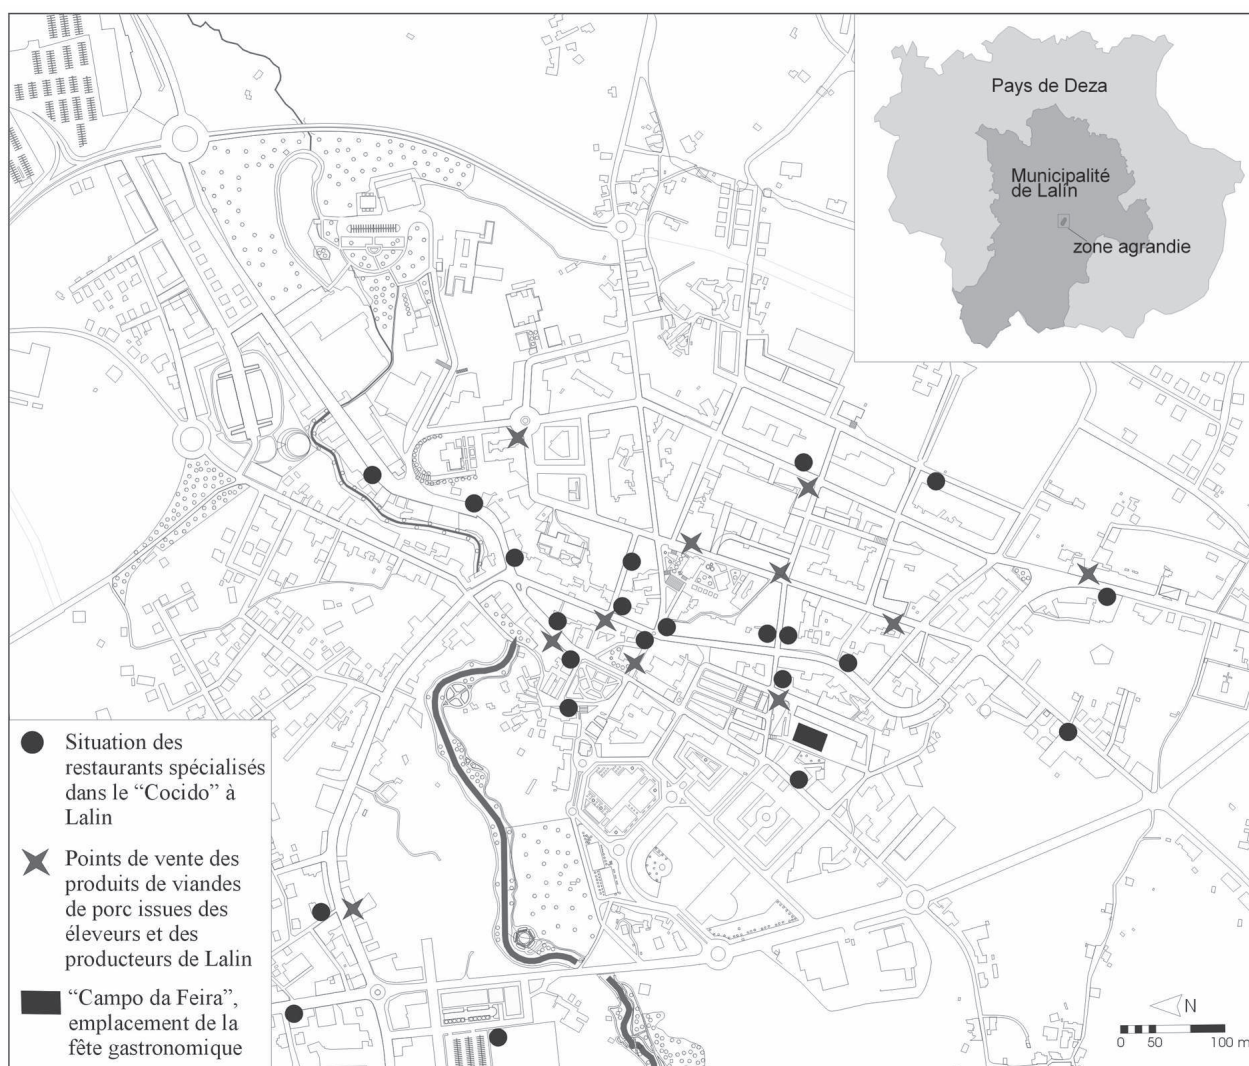 Pays de Deza
Municipalité
de Lalin
zone agrandie
Situation des
restaurants spécialisés
dans le “Cocido” à
Lalin
Points de vente des
produits de viandes
de porc issues des
éleveurs et des
producteurs de Lalin
“Campo da Feira”,
emplacement de la
fête gastronomique
N
0 50 100 m